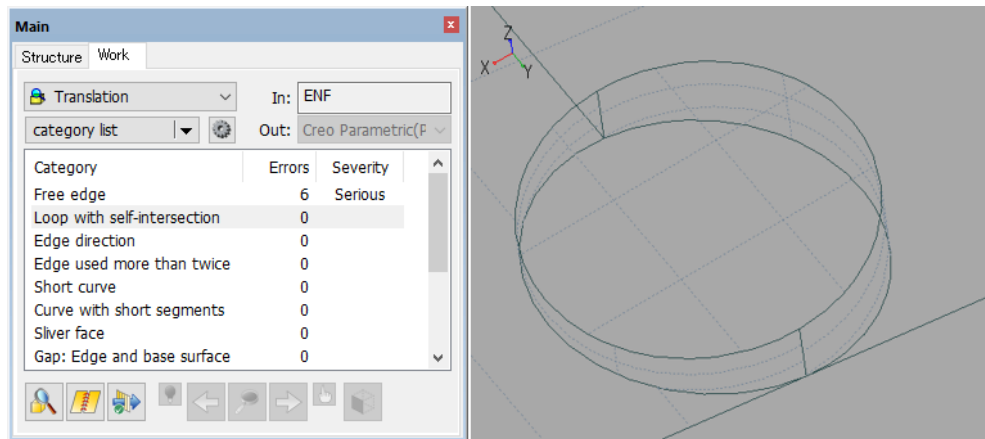 Main
Structure Work
Translation In: ENF
category list Out: Creo Parametric(P
Category Errors Severity
Free edge 6 Serious
Loop with self-intersection 0
Edge direction 0
Edge used more than twice 0
Short curve 0
Curve with short segments 0
Sliver face 0
Gap: Edge and base surface 0
Z
X
Y